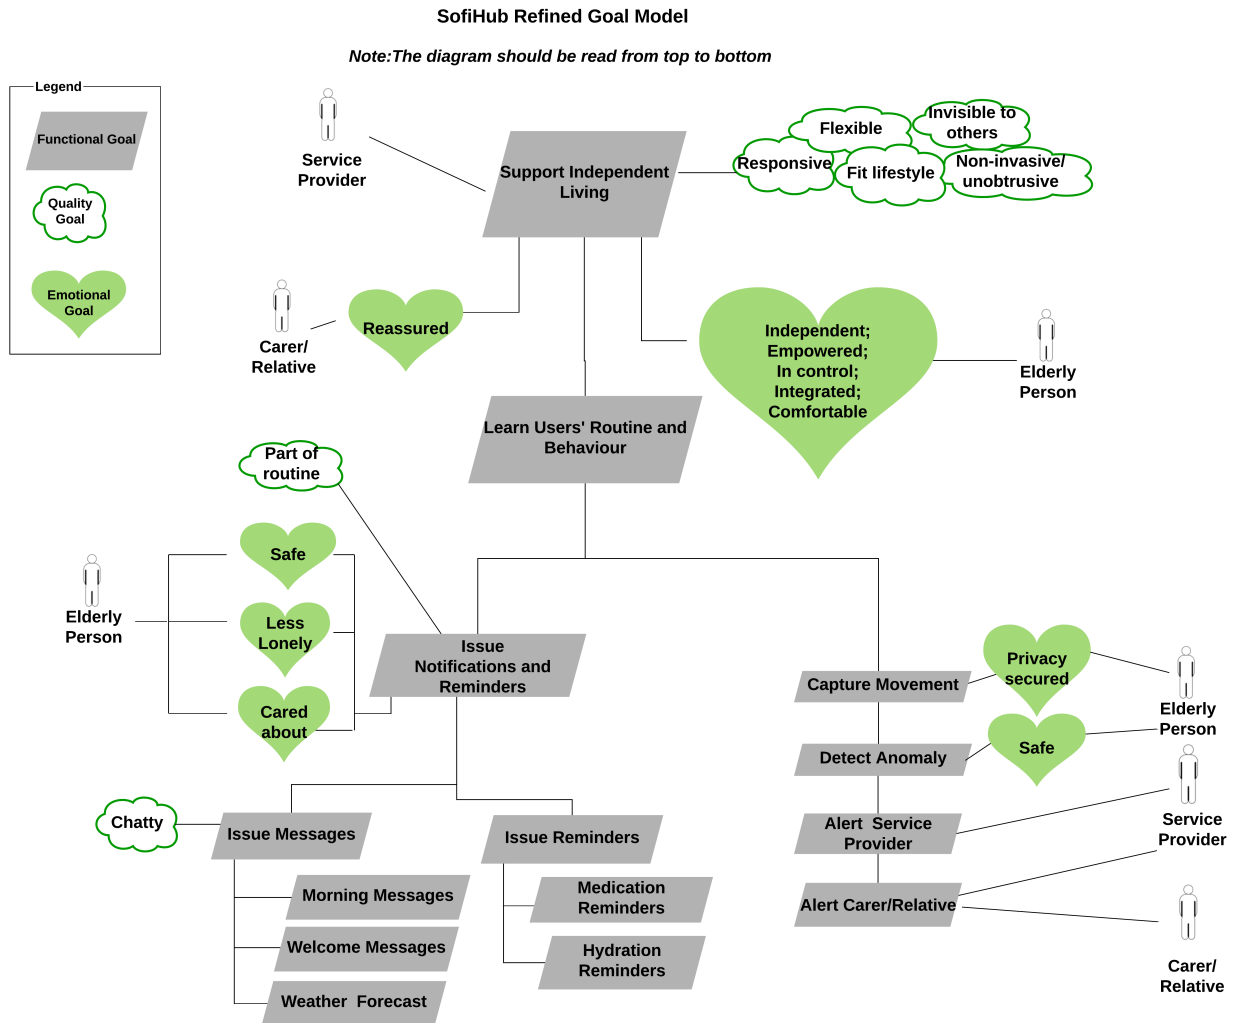 SofiHub Refined Goal Model
Note:The diagram should be read from top to bottom
Legend
Functional Goal
Quality
Goal
Emotional
Goal
Service
Provider
Support Independent
Living
Responsive
Flexible
Fit lifestyle
Invisible to
others
Non-invasive/
unobtrusive
Carer/
Relative
Reassured
Independent;
Empowered;
In control;
Integrated;
Comfortable
Elderly
Person
Learn Users' Routine and
Behaviour
Part of
routine
Safe
Less
Lonely
Cared
about
Elderly
Person
Issue
Notifications and
Reminders
Capture Movement
Privacy
secured
Elderly
Person
Detect Anomaly
Safe
Alert  Service
Provider
Service
Provider
Alert Carer/Relative
Carer/
Relative
Chatty
Issue Messages
Issue Reminders
Morning Messages
Welcome Messages
Weather  Forecast
Medication
Reminders
Hydration
Reminders